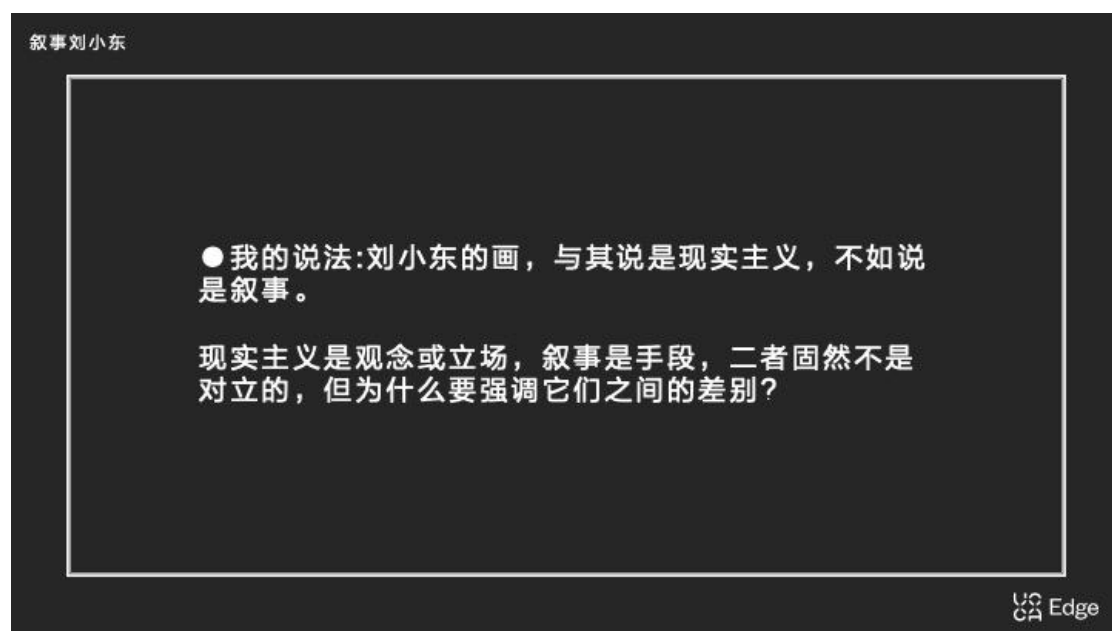 叙事刘小东
●我的说法:刘小东的画，与其说是现实主义，不如说
是叙事。
现实主义是观念或立场，叙事是手段，二者固然不是
对立的，但为什么要强调它们之间的差别?
UCCA Edge